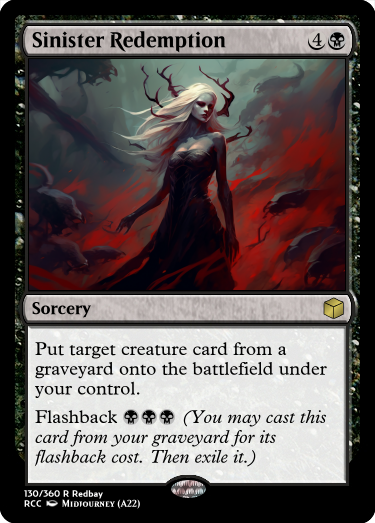 Sinister Redemption 4
Sorcery
Put target creature card from a
graveyard onto the battlefield under
your control.
Flashback (You may cast this
card from your graveyard for its
flashback cost. Then exile it.)
130/360 R Redbay
RCC Midjourney (A22)